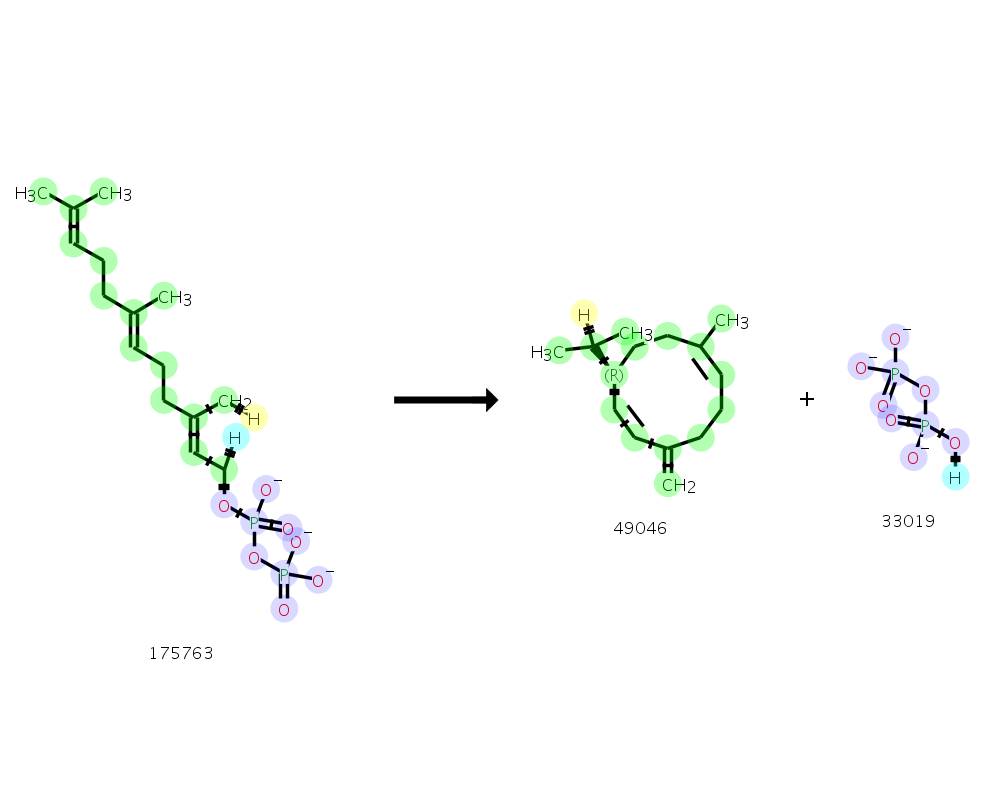 H3C CH3
CH3
CH2
H
H
O
O−
P O
O−
O
P O−
O
175763
H
CH3
H3C
(R)
CH3
CH2
49046
+
O−
O− P
O
O
O P
O
O−
H
33019